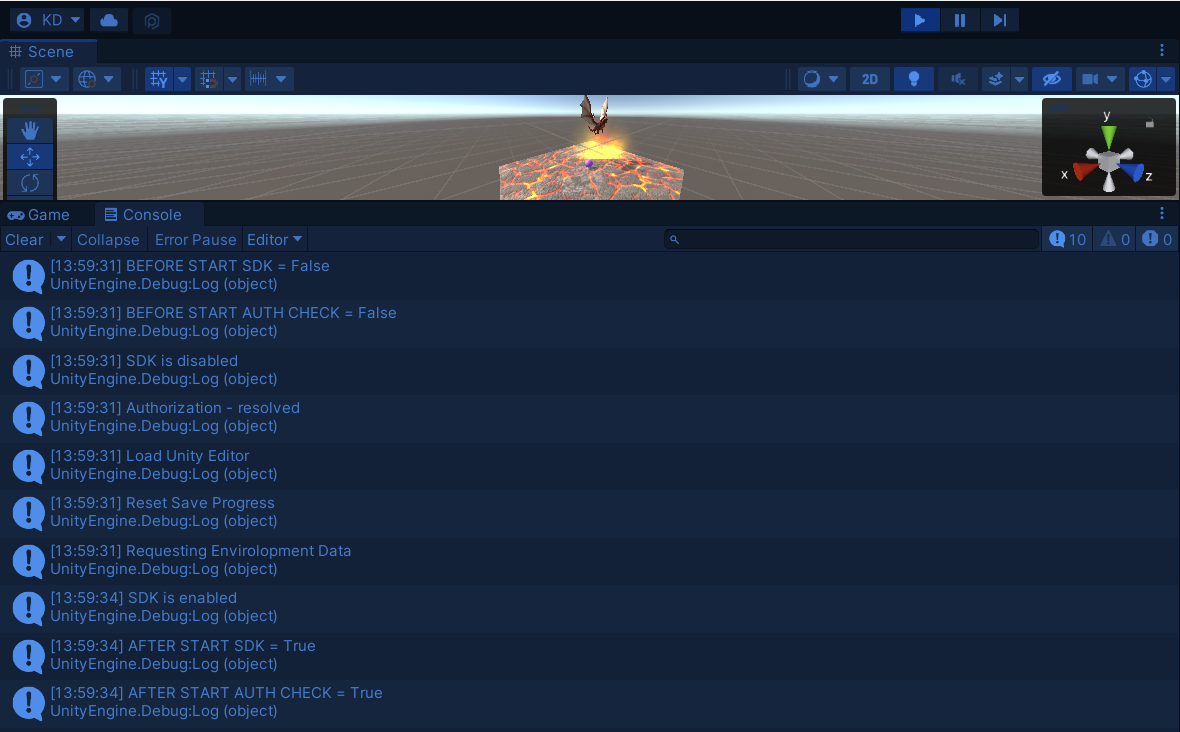 KD
Scene
2D
y
x
z
Game
Console
Clear
Collapse
Error Pause
Editor
10
0
0
[13:59:31] BEFORE START SDK = False
UnityEngine.Debug:Log (object)
[13:59:31] BEFORE START AUTH CHECK = False
UnityEngine.Debug:Log (object)
[13:59:31] SDK is disabled
UnityEngine.Debug:Log (object)
[13:59:31] Authorization - resolved
UnityEngine.Debug:Log (object)
[13:59:31] Load Unity Editor
UnityEngine.Debug:Log (object)
[13:59:31] Reset Save Progress
UnityEngine.Debug:Log (object)
[13:59:31] Requesting Envirolopment Data
UnityEngine.Debug:Log (object)
[13:59:34] SDK is enabled
UnityEngine.Debug:Log (object)
[13:59:34] AFTER START SDK = True
UnityEngine.Debug:Log (object)
[13:59:34] AFTER START AUTH CHECK = True
UnityEngine.Debug:Log (object)